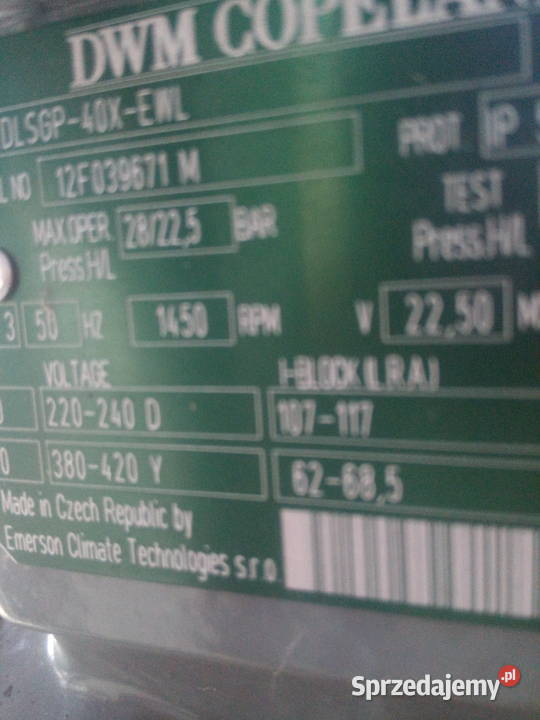 DWM COPELAN
DLSGP-40X-EWL
L NO 12F039671 M PROT. IP
MAX.OPER. Press.H/L 28/22,5 BAR TEST Press.H/L
3 50 HZ 1450 RPM V 22,50
VOLTAGE I-BLOCK (L.R.A)
220-240 D 107-117
0 380-420 Y 62-68,5
Made in Czech Republic by
Emerson Climate Technologies s.r.o.
Sprzedajemy.pl